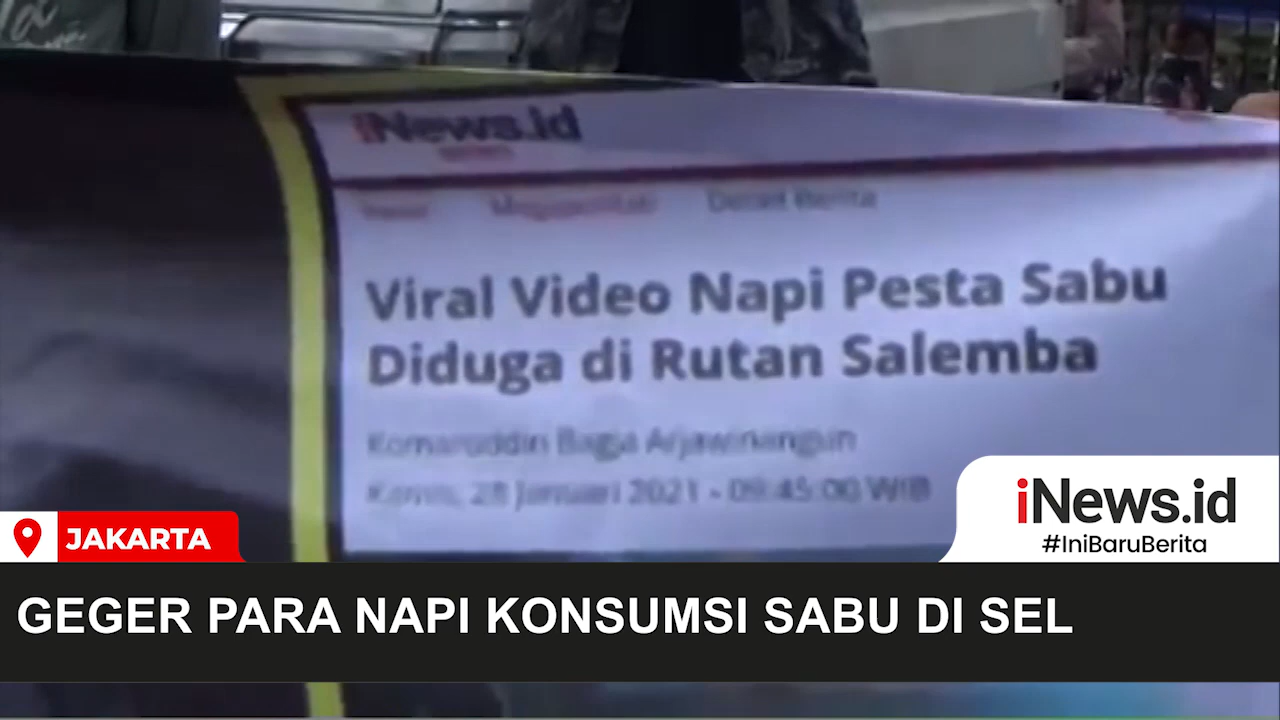 iNews.id
Berita
Viral Video Napi Pesta Sabu
Diduga di Rutan Salemba
Komaruddin Bagja Arjawinangun
Kamis, 28 Januari 2021 - 09:45:00 WIB
iNews.id
#IniBaruBerita
JAKARTA
GEGER PARA NAPI KONSUMSI SABU DI SEL